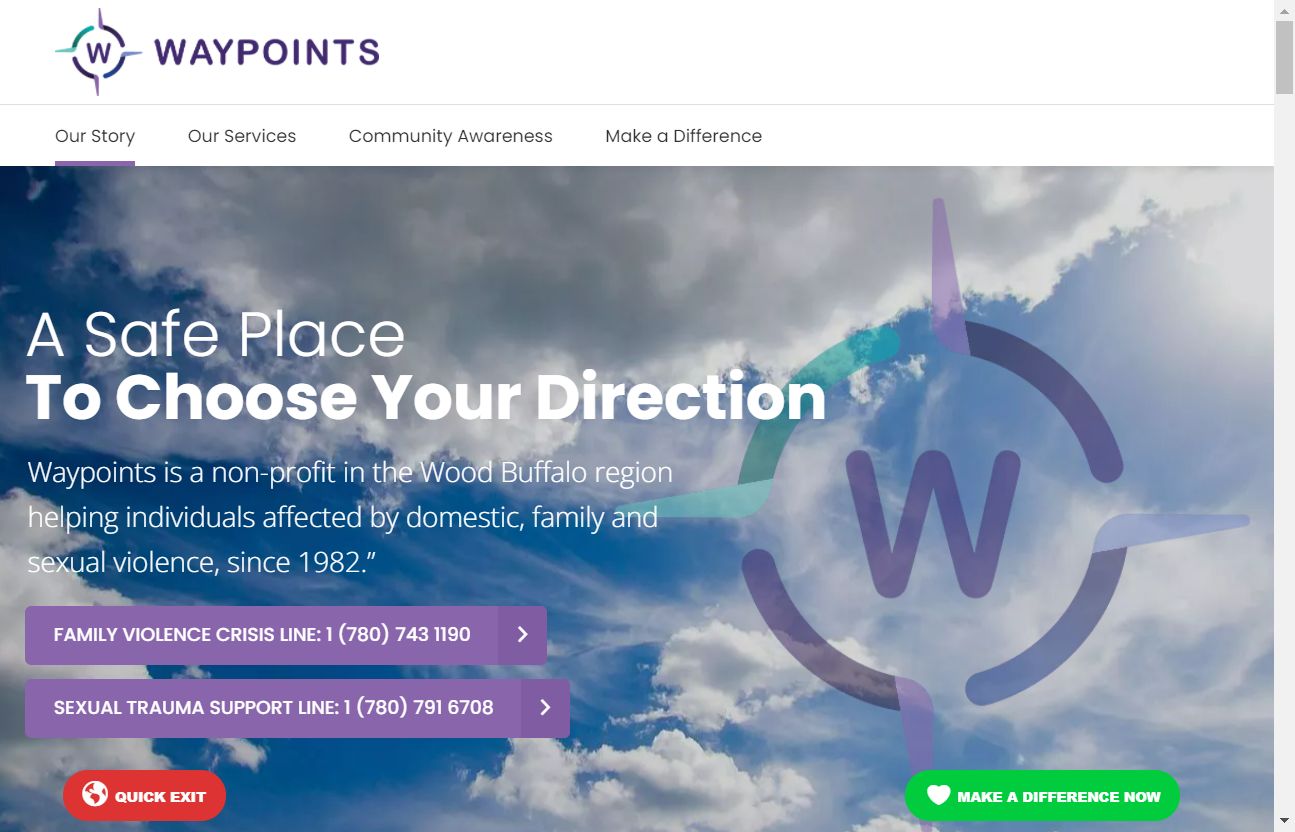 W WAYPOINTS
Our Story Our Services Community Awareness Make a Difference
A Safe Place
To Choose Your Direction
W
Waypoints is a non-profit in the Wood Buffalo region
helping individuals affected by domestic, family and
sexual violence, since 1982.”
FAMILY VIOLENCE CRISIS LINE: 1 (780) 743 1190
SEXUAL TRAUMA SUPPORT LINE: 1 (780) 791 6708
QUICK EXIT
MAKE A DIFFERENCE NOW